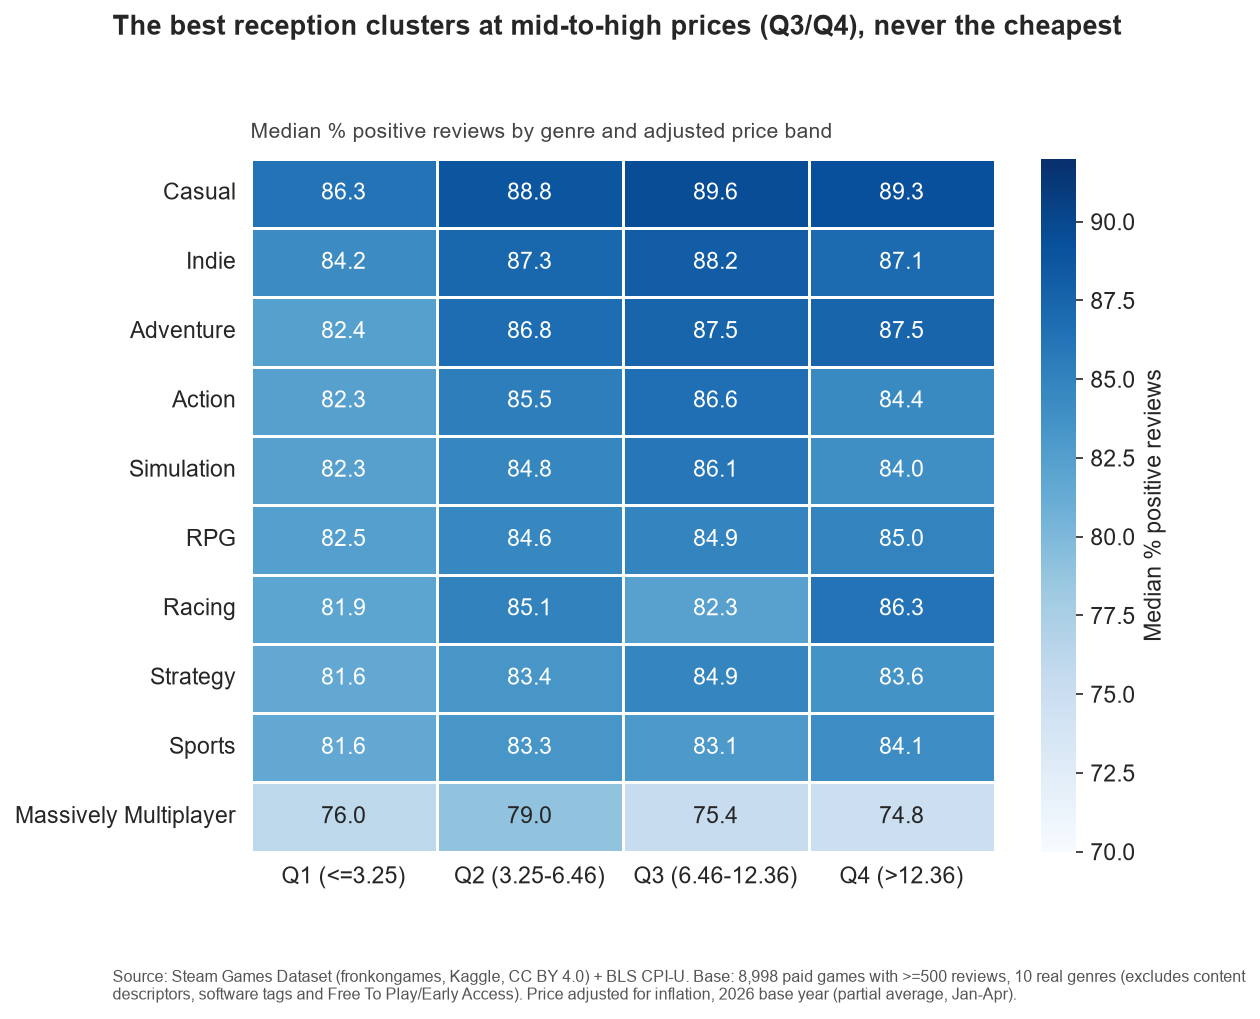 The best reception clusters at mid-to-high prices (Q3/Q4), never the cheapest
Median % positive reviews by genre and adjusted price band
Casual 86.3 88.8 89.6 89.3
Indie 84.2 87.3 88.2 87.1
Adventure 82.4 86.8 87.5 87.5
Action 82.3 85.5 86.6 84.4
Simulation 82.3 84.8 86.1 84.0
RPG 82.5 84.6 84.9 85.0
Racing 81.9 85.1 82.3 86.3
Strategy 81.6 83.4 84.9 83.6
Sports 81.6 83.3 83.1 84.1
Massively Multiplayer 76.0 79.0 75.4 74.8
Q1 (<=3.25) Q2 (3.25-6.46) Q3 (6.46-12.36) Q4 (>12.36)
90.0
87.5
85.0
82.5
80.0
77.5
75.0
72.5
70.0
Median % positive reviews
Source: Steam Games Dataset (fronkongames, Kaggle, CC BY 4.0) + BLS CPI-U. Base: 8,998 paid games with >=500 reviews, 10 real genres (excludes content
descriptors, software tags and Free To Play/Early Access). Price adjusted for inflation, 2026 base year (partial average, Jan-Apr).